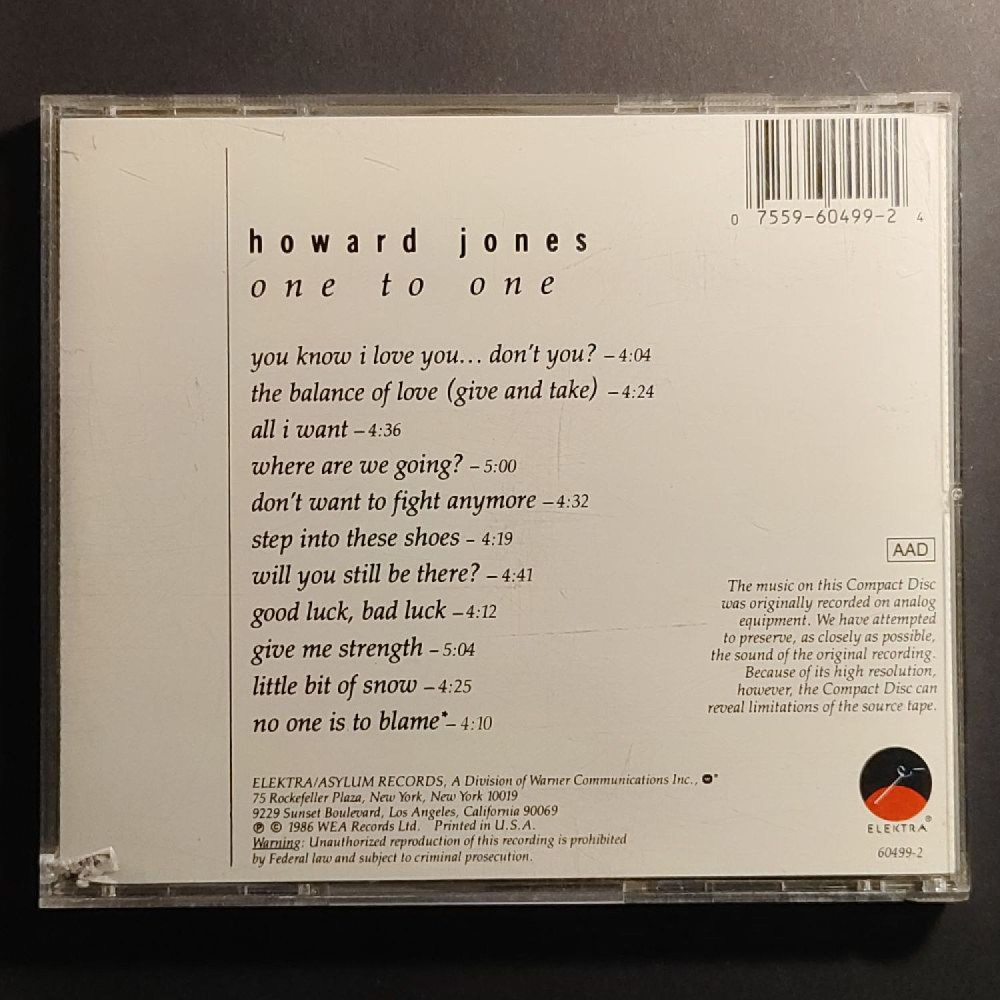 0 7559-60499-2 4
howard jones
one to one
you know i love you... don't you? – 4:04
the balance of love (give and take) – 4:24
all i want – 4:36
where are we going? – 5:00
don't want to fight anymore – 4:32
step into these shoes – 4:19
will you still be there? – 4:41
good luck, bad luck – 4:12
give me strength – 5:04
little bit of snow – 4:25
no one is to blame* – 4:10
AAD
The music on this Compact Disc
was originally recorded on analog
equipment. We have attempted
to preserve, as closely as possible,
the sound of the original recording.
Because of its high resolution,
however, the Compact Disc can
reveal limitations of the source tape.
ELEKTRA/ASYLUM RECORDS, A Division of Warner Communications Inc.,
75 Rockefeller Plaza, New York, New York 10019
9229 Sunset Boulevard, Los Angeles, California 90069
℗ © 1986 WEA Records Ltd. Printed in U.S.A.
Warning: Unauthorized reproduction of this recording is prohibited
by Federal law and subject to criminal prosecution.
ELEKTRA®
60499-2